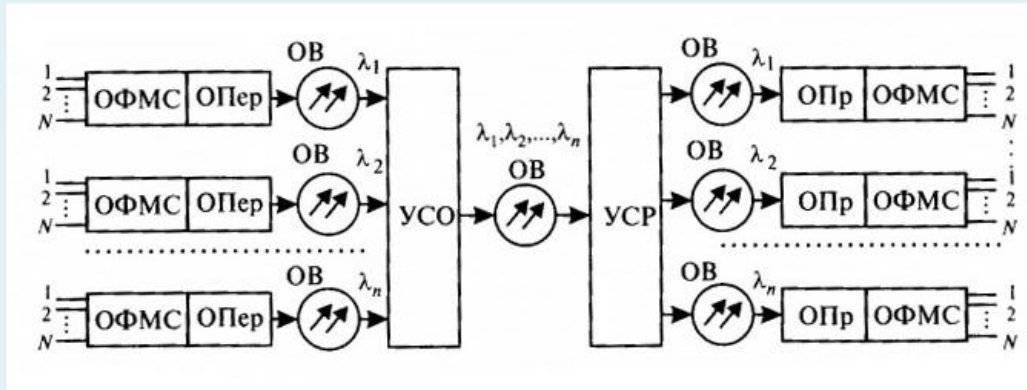 ОВ λ1
1 2 N ОФМС ОПер
ОВ λ2
1 2 N ОФМС ОПер
ОВ λn
1 2 N ОФМС ОПер
УСО
λ1,λ2,...,λn
ОВ
УСР
ОВ λ1
ОПр ОФМС 1 2 N
ОВ λ2
ОПр ОФМС 1 2 N
ОВ λn
ОПр ОФМС 1 2 N